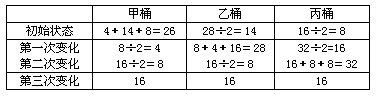 甲桶 乙桶 丙桶
初始状态 4+14+8=26 28÷2=14 16÷2=8
第一次变化 8÷2=4 8+4+16=28 32÷2=16
第二次变化 16÷2=8 16÷2=8 16+8+8=32
第三次变化 16 16 16